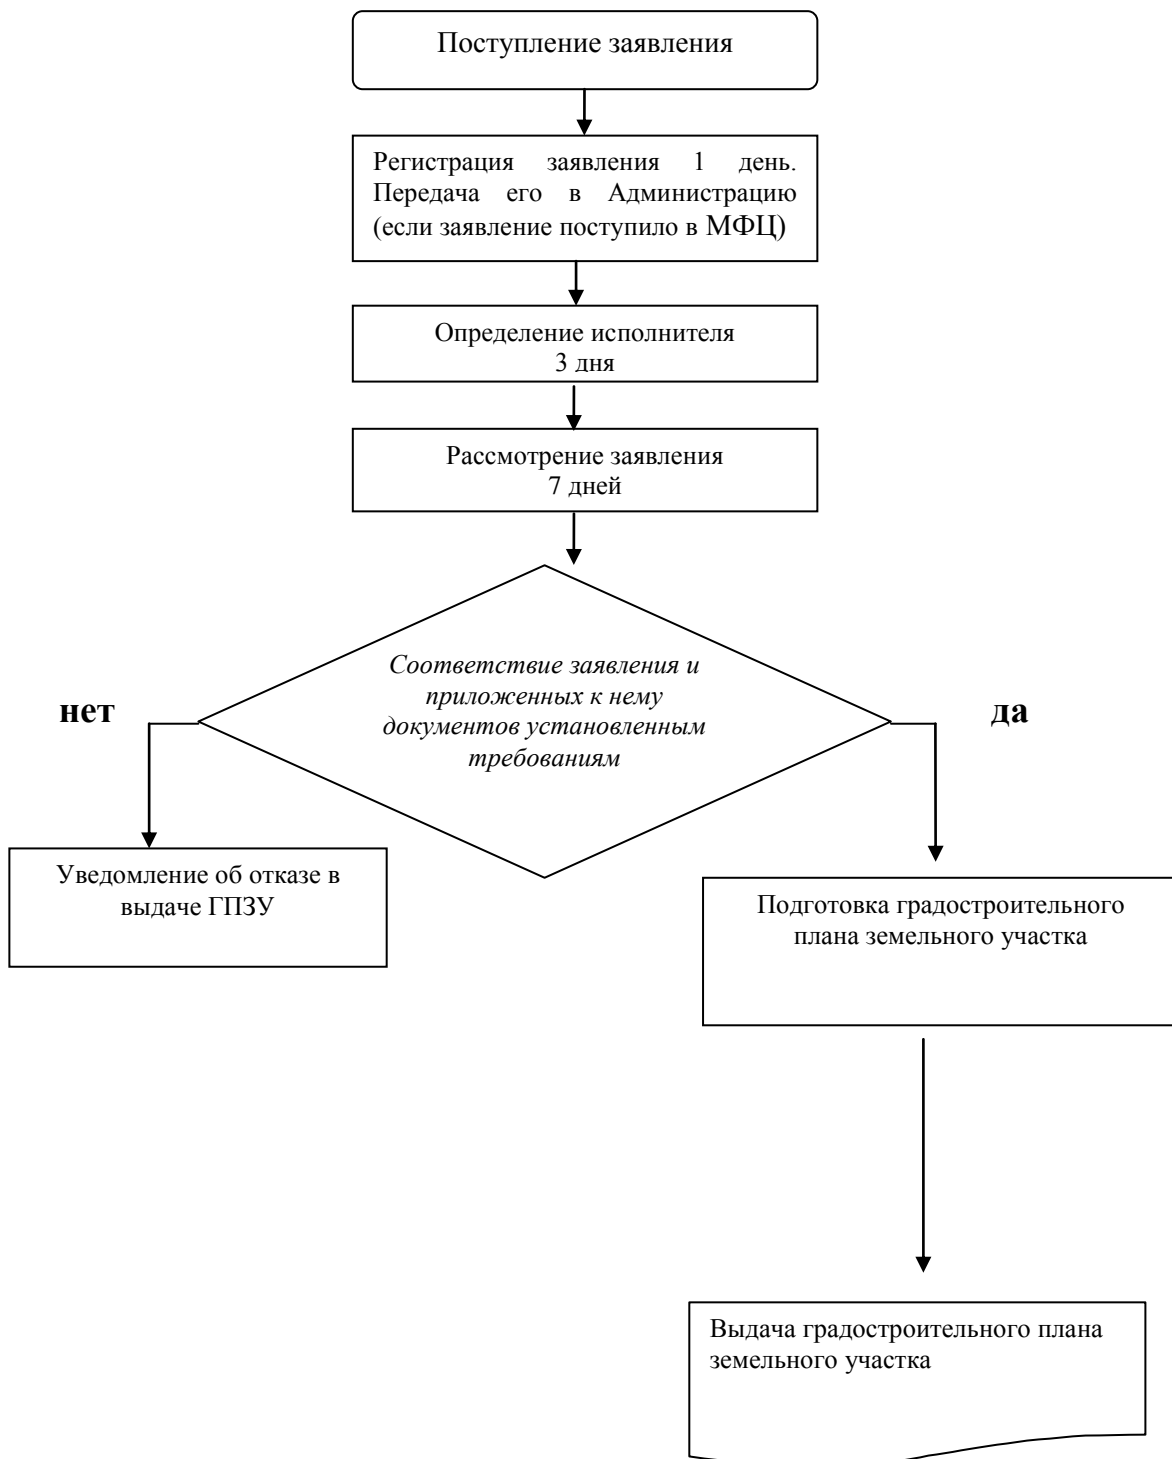 Поступление заявления
Регистрация заявления 1 день.
Передача его в Администрацию
(если заявление поступило в МФЦ)
Определение исполнителя
3 дня
Рассмотрение заявления
7 дней
Соответствие заявления и
приложенных к нему
документов установленным
требованиям
нет
да
Уведомление об отказе в
выдаче ГПЗУ
Подготовка градостроительного
плана земельного участка
Выдача градостроительного плана
земельного участка